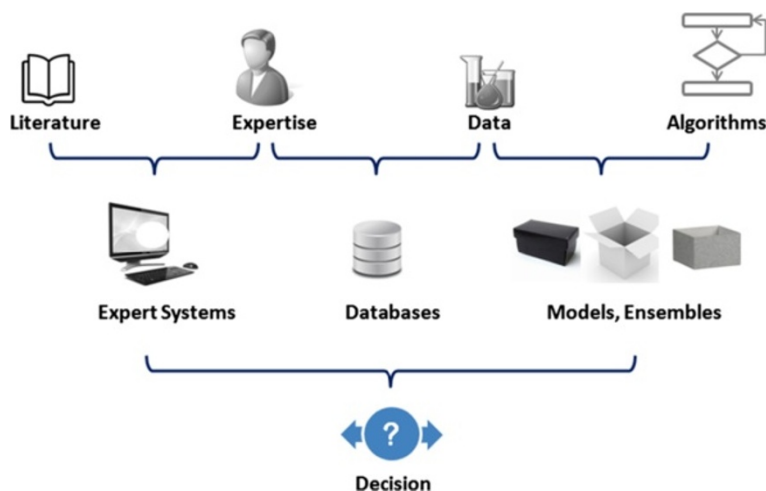 Literature
Expertise
Data
Algorithms
Expert Systems
Databases
Models, Ensembles
?
Decision